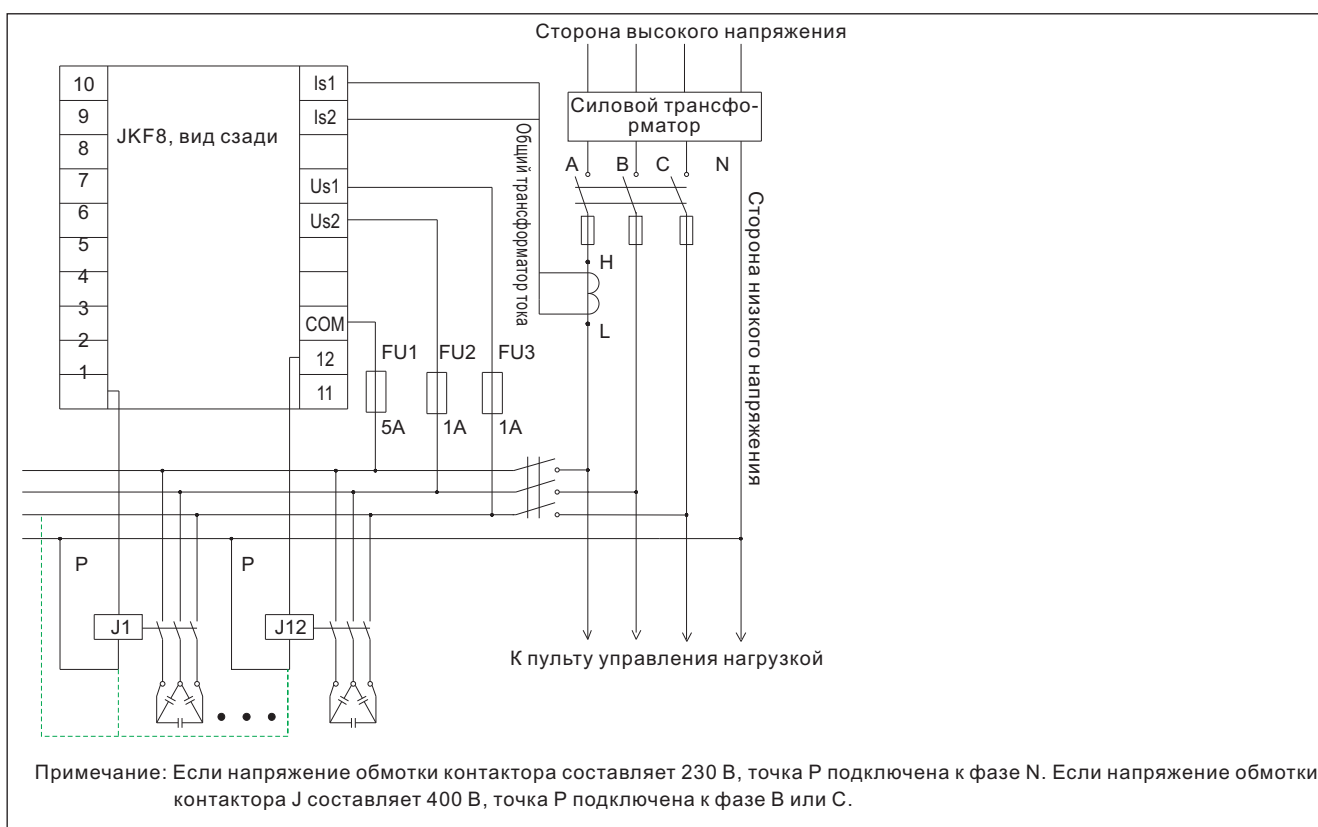 Сторона высокого напряжения
10
9
8
7
6
5
4
3
2
1
JKF8, вид сзади
Is1
Is2
Us1
Us2
COM
12
11
Общий трансформатор тока
Силовой трансфо-
рматор
A
B
C
N
H
L
Сторона низкого напряжения
FU1
FU2
FU3
5A
1A
1A
P
P
J1
J12
К пульту управления нагрузкой
Примечание: Если напряжение обмотки контактора составляет 230 В, точка Р подключена к фазе N. Если напряжение обмотки
контактора J составляет 400 В, точка Р подключена к фазе В или С.